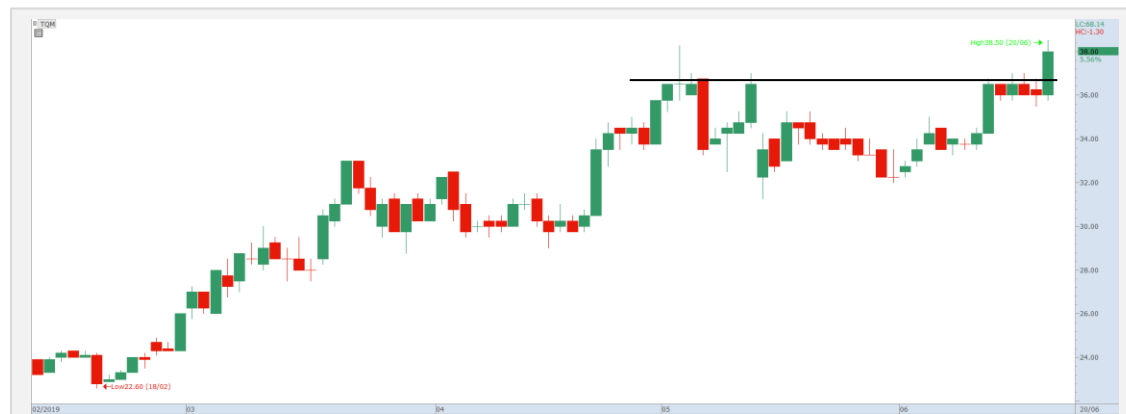 TQM
LC:68.14
HC:-1.30
High38.50 (20/06)
38.00
5.56%
36.00
34.00
32.00
30.00
28.00
26.00
24.00
Low22.60 (18/02)
02/2019 03 04 05 06 20/06